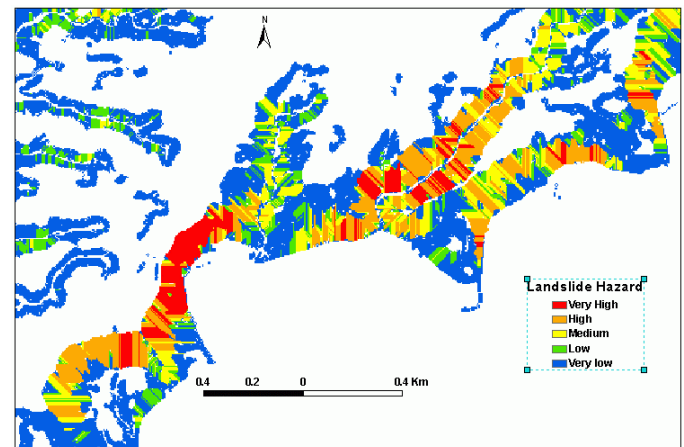 N
Landslide Hazard
Very High
High
Medium
Low
Very low
0.4 0.2 0 0.4 Km